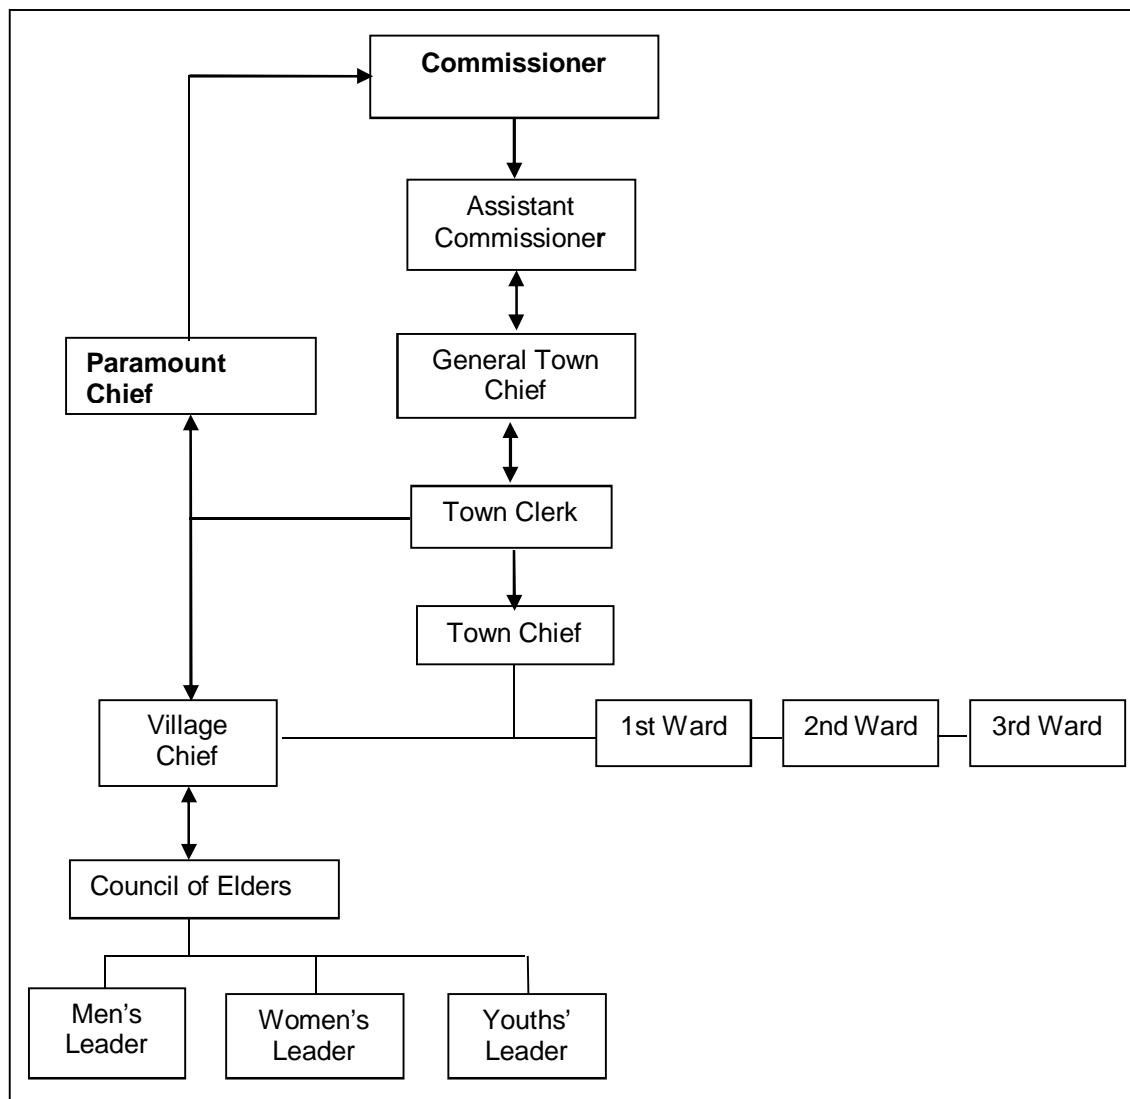 Commissioner
Assistant
Commissioner
Paramount
Chief
General Town
Chief
Town Clerk
Town Chief
Village
Chief
1st Ward
2nd Ward
3rd Ward
Council of Elders
Men’s
Leader
Women’s
Leader
Youths’
Leader